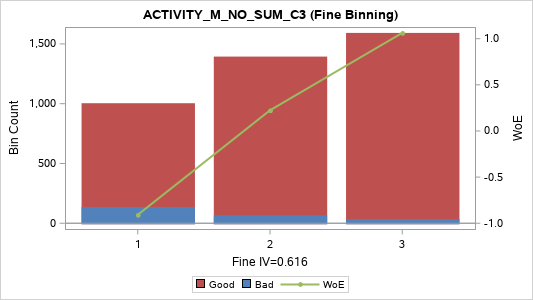 ACTIVITY_M_NO_SUM_C3 (Fine Binning)
Bin Count
1,500
1,000
500
0
1.0
0.5
0.0
-0.5
-1.0
WoE
1 2 3
Fine IV=0.616
Good Bad WoE